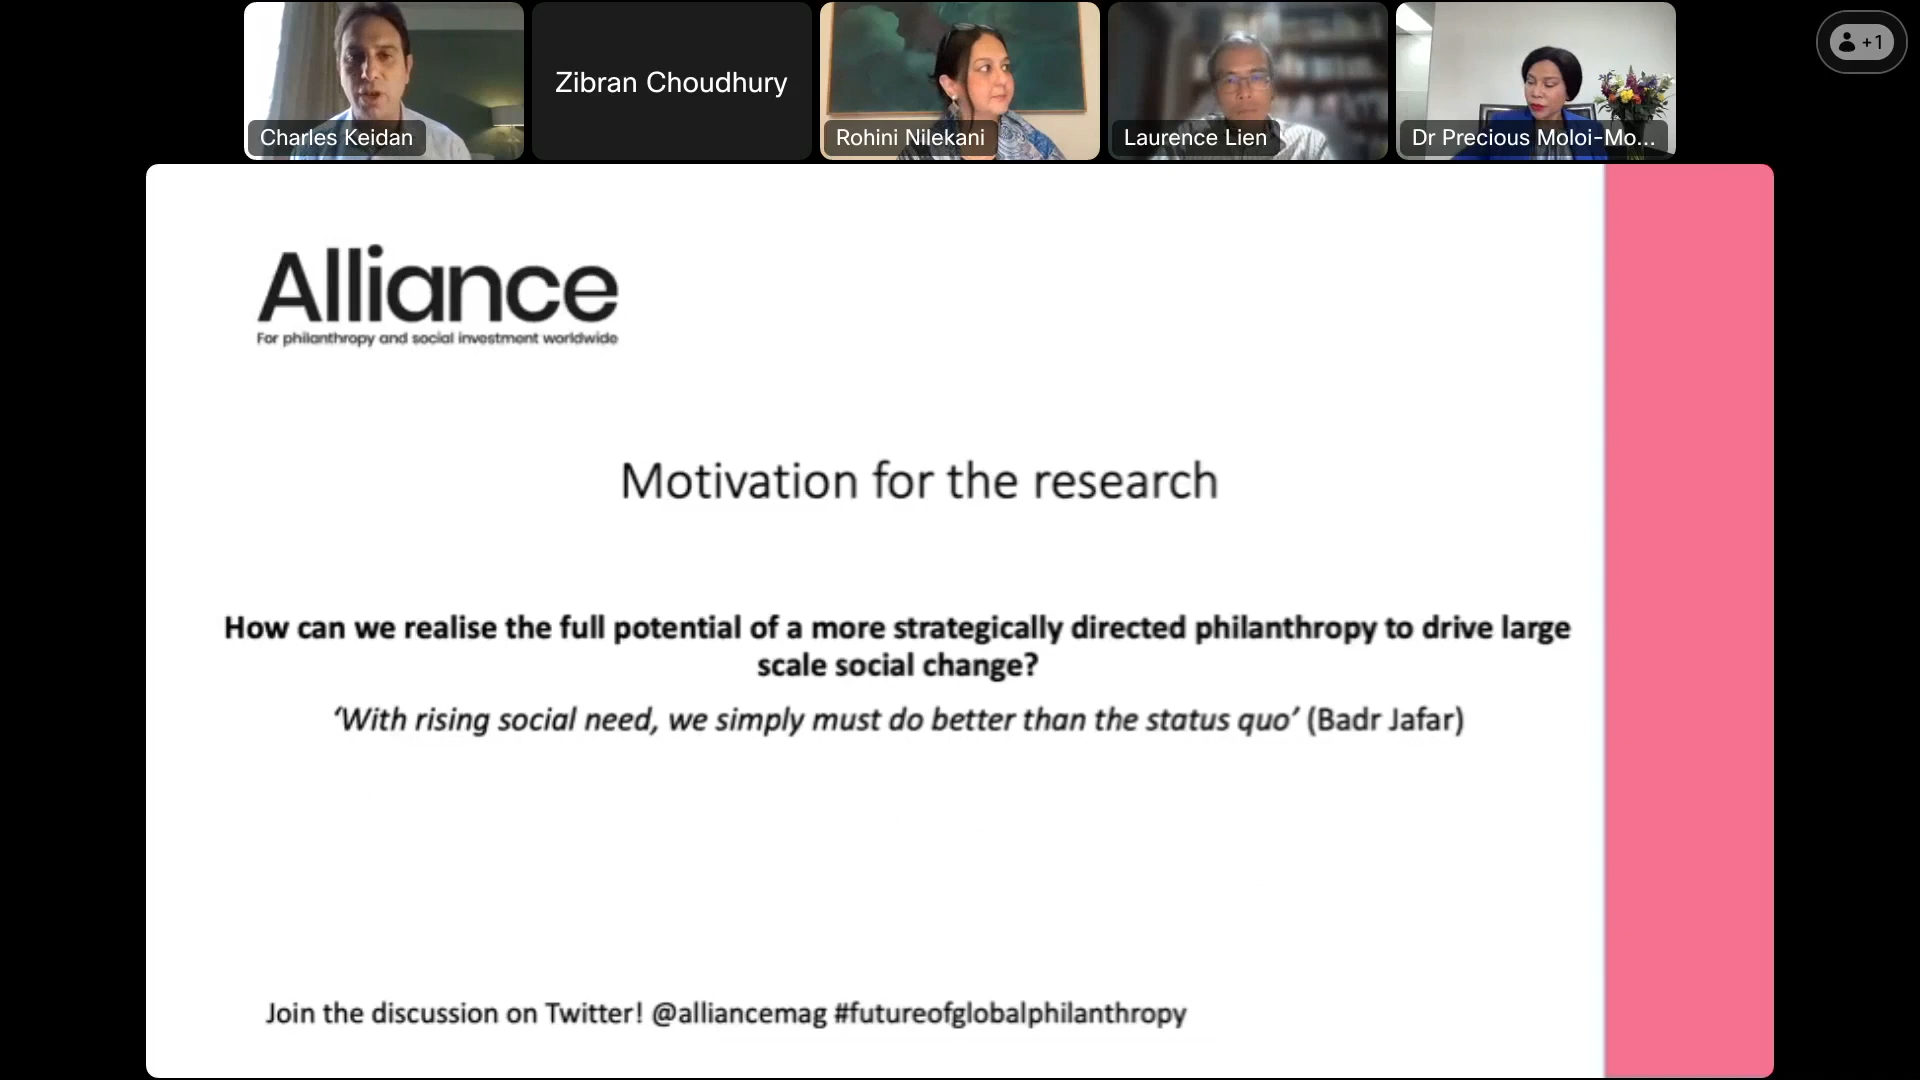 Charles Keidan
Zibran Choudhury
Rohini Nilekani
Laurence Lien
Dr Precious Moloi-Mo...
+1
Alliance
For philanthropy and social investment worldwide
Motivation for the research
How can we realise the full potential of a more strategically directed philanthropy to drive large
scale social change?
‘With rising social need, we simply must do better than the status quo’ (Badr Jafar)
Join the discussion on Twitter! @alliancemag #futureofglobalphilanthropy